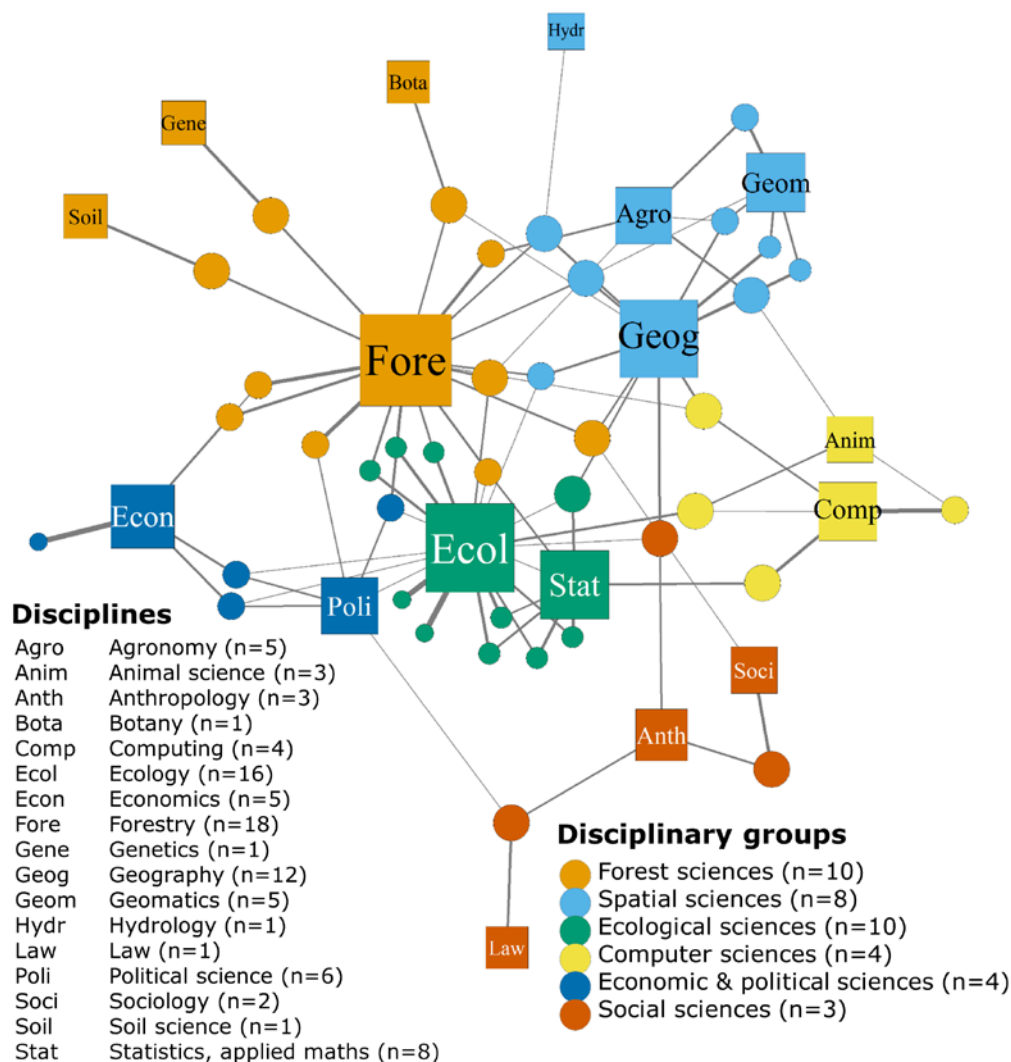 Hydr
Bota
Gene
Geom
Soil
Agro
Geog
Fore
Anim
Comp
Econ
Ecol
Stat
Poli
Soci
Anth
Law
Disciplines
Agro Agronomy (n=5)
Anim Animal science (n=3)
Anth Anthropology (n=3)
Bota Botany (n=1)
Comp Computing (n=4)
Ecol Ecology (n=16)
Econ Economics (n=5)
Fore Forestry (n=18)
Gene Genetics (n=1)
Geog Geography (n=12)
Geom Geomatics (n=5)
Hydr Hydrology (n=1)
Law Law (n=1)
Poli Political science (n=6)
Soci Sociology (n=2)
Soil Soil science (n=1)
Stat Statistics, applied maths (n=8)
Disciplinary groups
Forest sciences (n=10)
Spatial sciences (n=8)
Ecological sciences (n=10)
Computer sciences (n=4)
Economic & political sciences (n=4)
Social sciences (n=3)